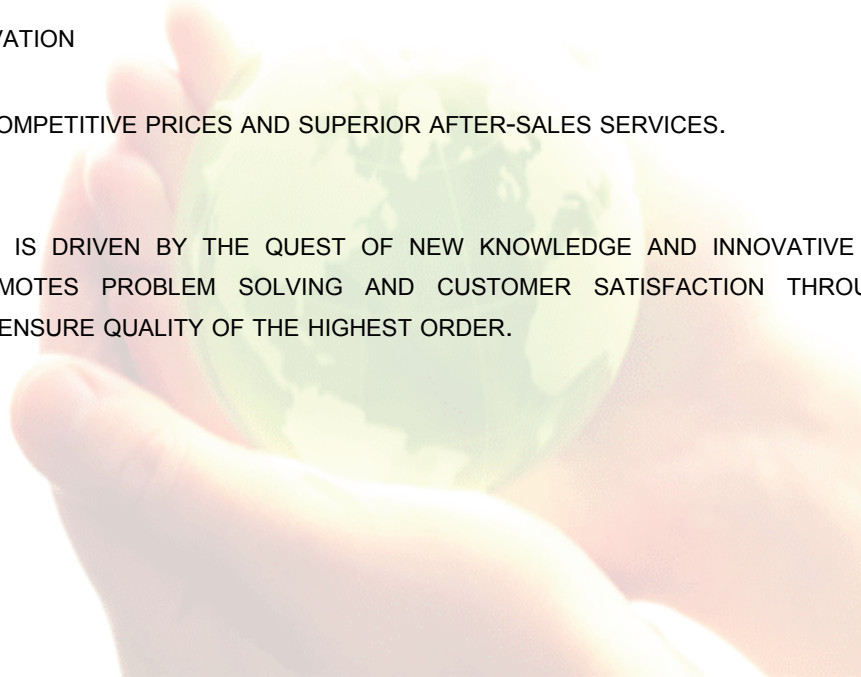 VATION
OMPETITIVE PRICES AND SUPERIOR AFTER-SALES SERVICES.
IS DRIVEN BY THE QUEST OF NEW KNOWLEDGE AND INNOVATIVE
MOTES PROBLEM SOLVING AND CUSTOMER SATISFACTION THROU
ENSURE QUALITY OF THE HIGHEST ORDER.